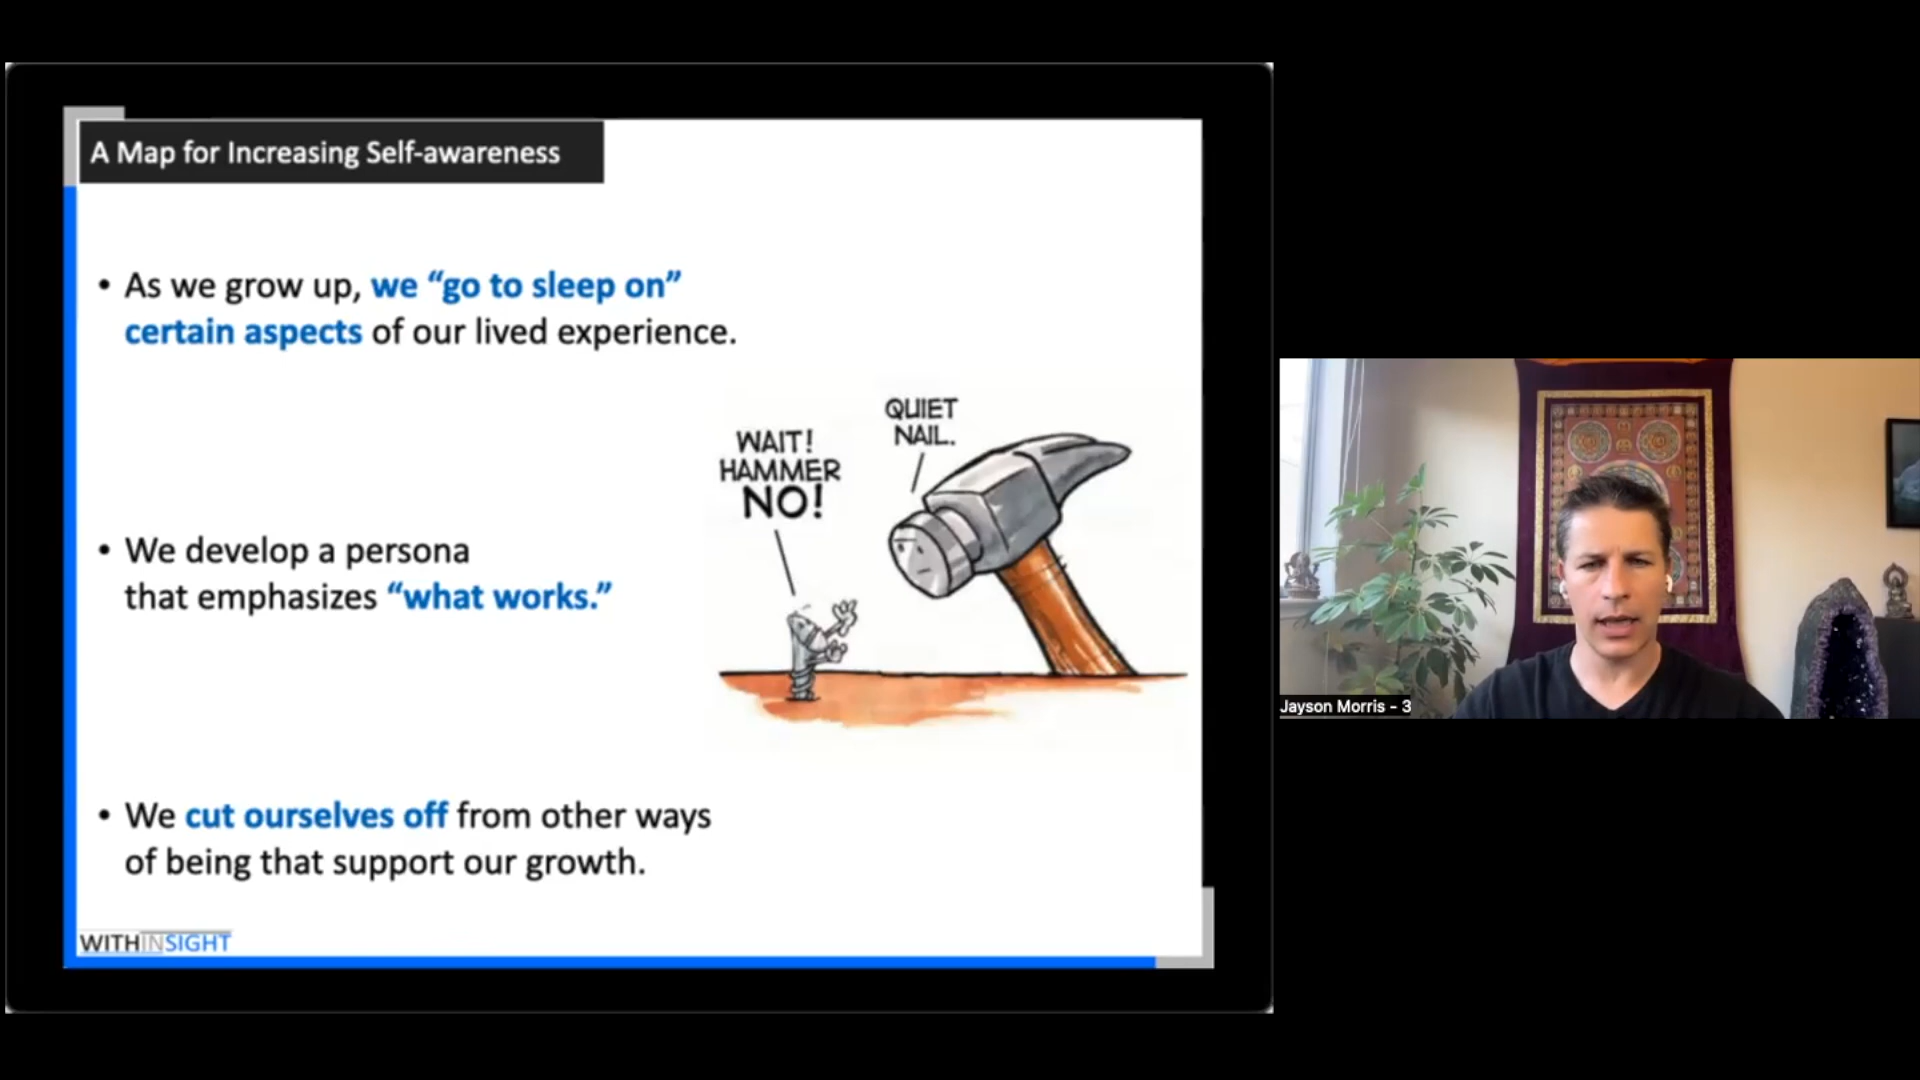 A Map for Increasing Self-awareness
• As we grow up, we “go to sleep on”
certain aspects of our lived experience.
QUIET
NAIL.
WAIT!
HAMMER
NO!
• We develop a persona
that emphasizes “what works.”
• We cut ourselves off from other ways
of being that support our growth.
WITHINSIGHT
Jayson Morris - 3